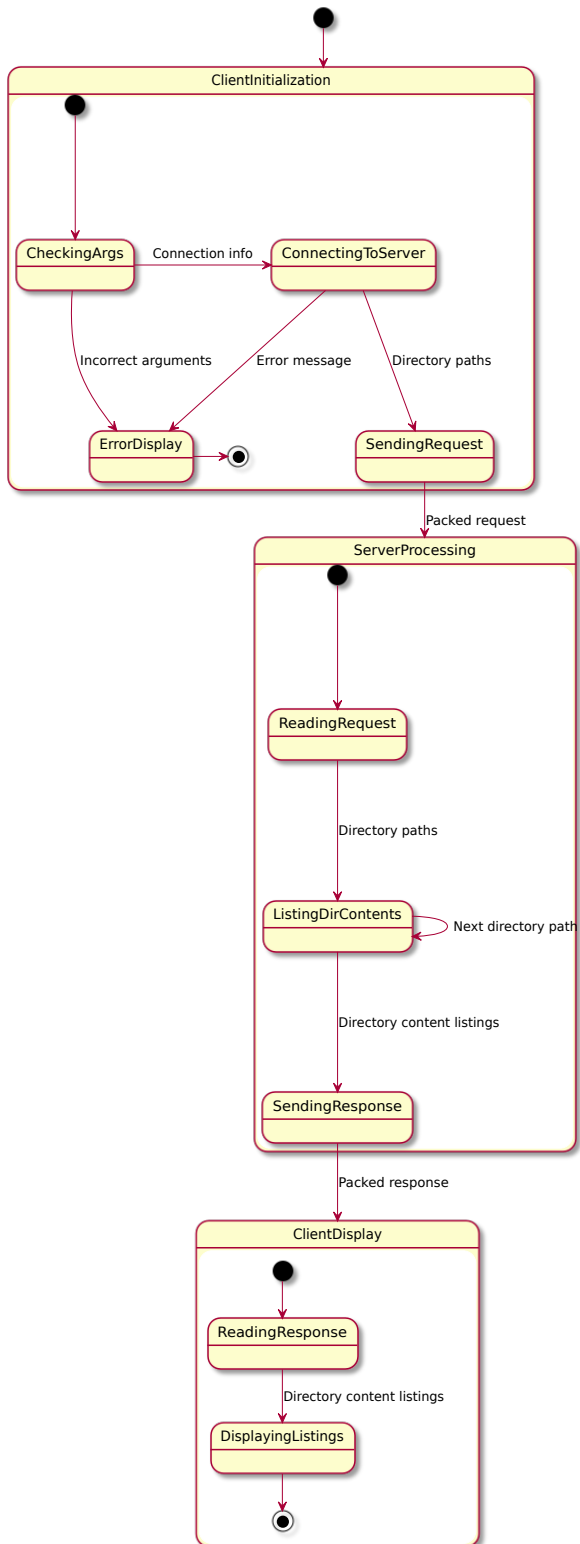 ClientInitialization
CheckingArgs
Connection info
ConnectingToServer
Incorrect arguments
Error message
Directory paths
ErrorDisplay
SendingRequest
Packed request
ServerProcessing
ReadingRequest
Directory paths
ListingDirContents
Next directory path
Directory content listings
SendingResponse
Packed response
ClientDisplay
ReadingResponse
Directory content listings
DisplayingListings